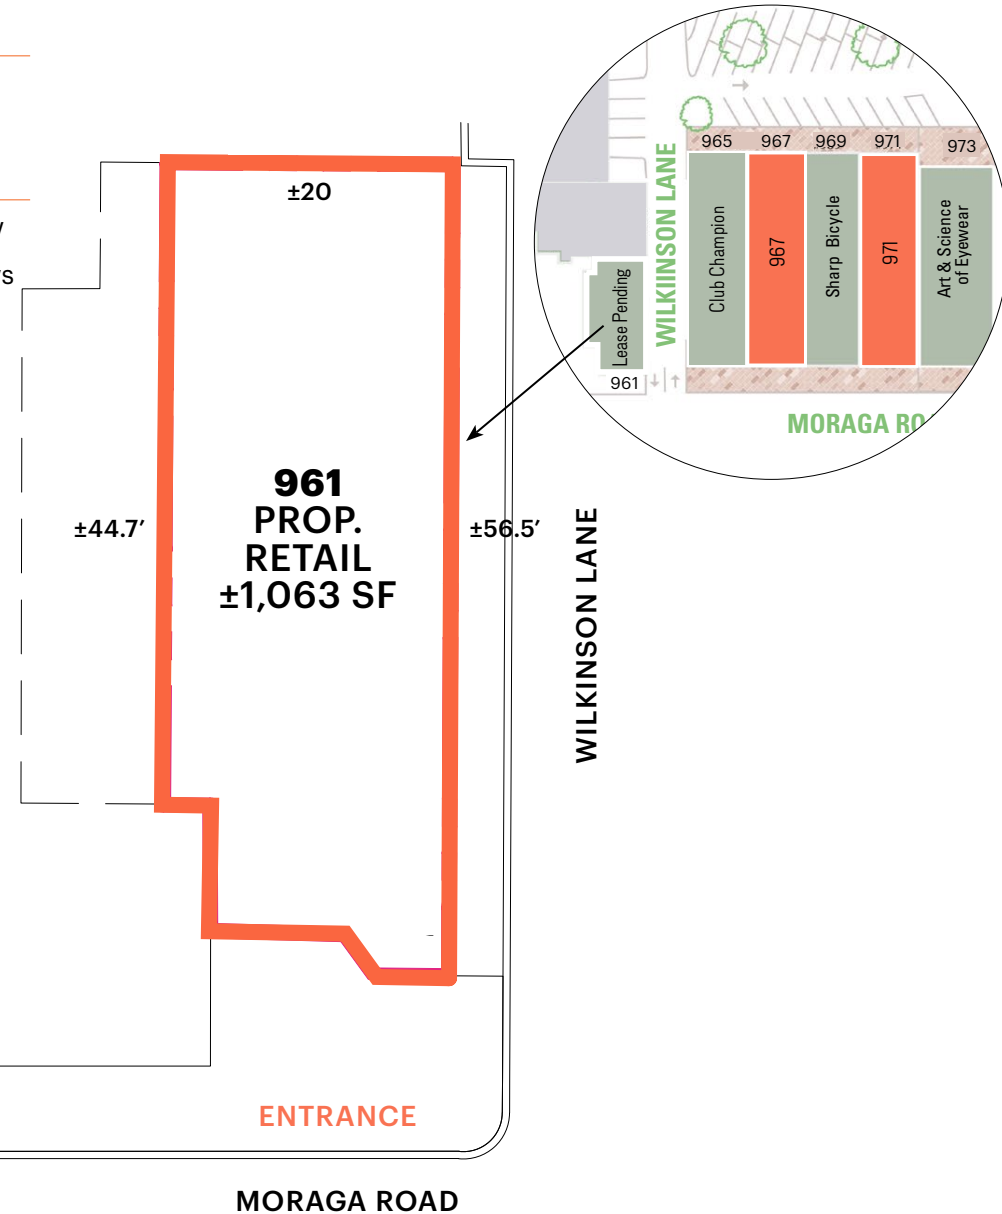 965 967 969 971 973
WILKIINSON LANE
Club Champion
967
Sharp Bicycle
971
Art & Science
of Eyewear
Lease Pending
961
MORAGA RO
±20
961
PROP.
RETAIL
±1,063 SF
±44.7’
±56.5’
WILKINSON LANE
ENTRANCE
MORAGA ROAD